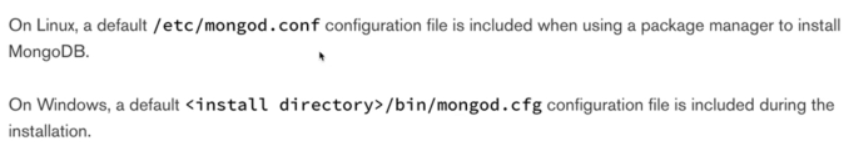 On Linux, a default /etc/mongod.conf configuration file is included when using a package manager to install
MongoDB.
On Windows, a default <install directory>/bin/mongod.cfg configuration file is included during the
installation.